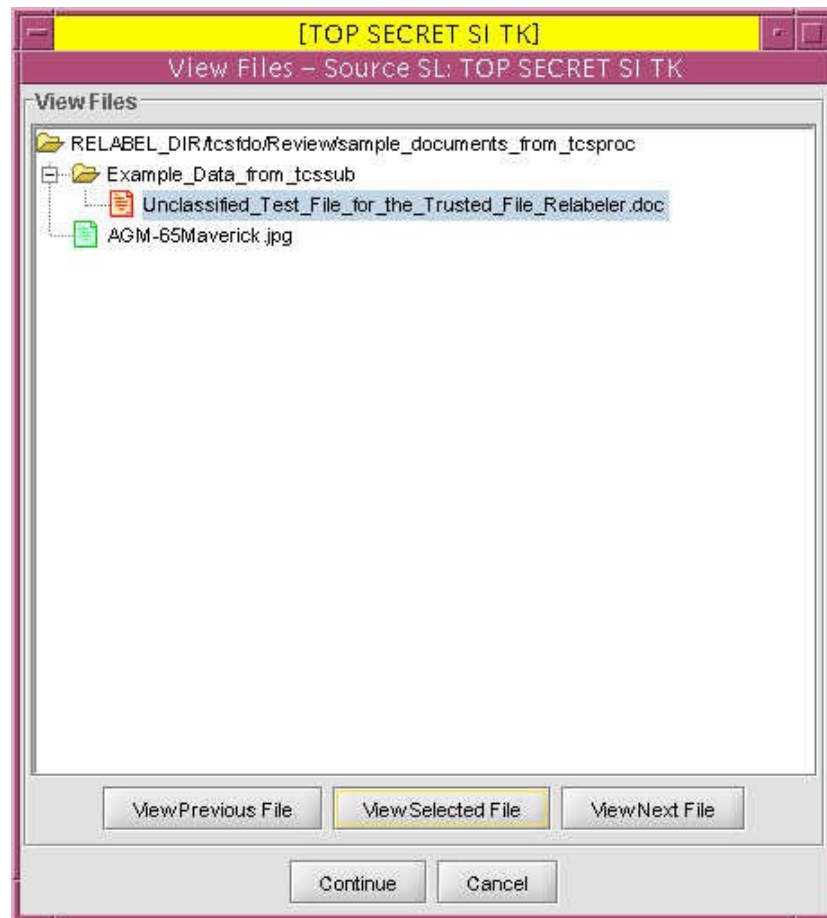 [TOP SECRET SI TK]
View Files – Source SL: TOP SECRET SI TK
View Files
RELABEL_DIR/tcsfdo/Review/sample_documents_from_tcsproc
Example_Data_from_tcssub
Unclassified_Test_File_for_the_Trusted_File_Relabeler.doc
AGM-65Maverick.jpg
View Previous File View Selected File View Next File
Continue Cancel